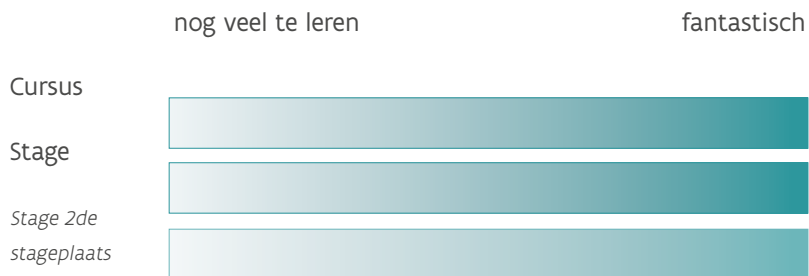 nog veel te leren fantastisch
Cursus
Stage
Stage 2de
stageplaats